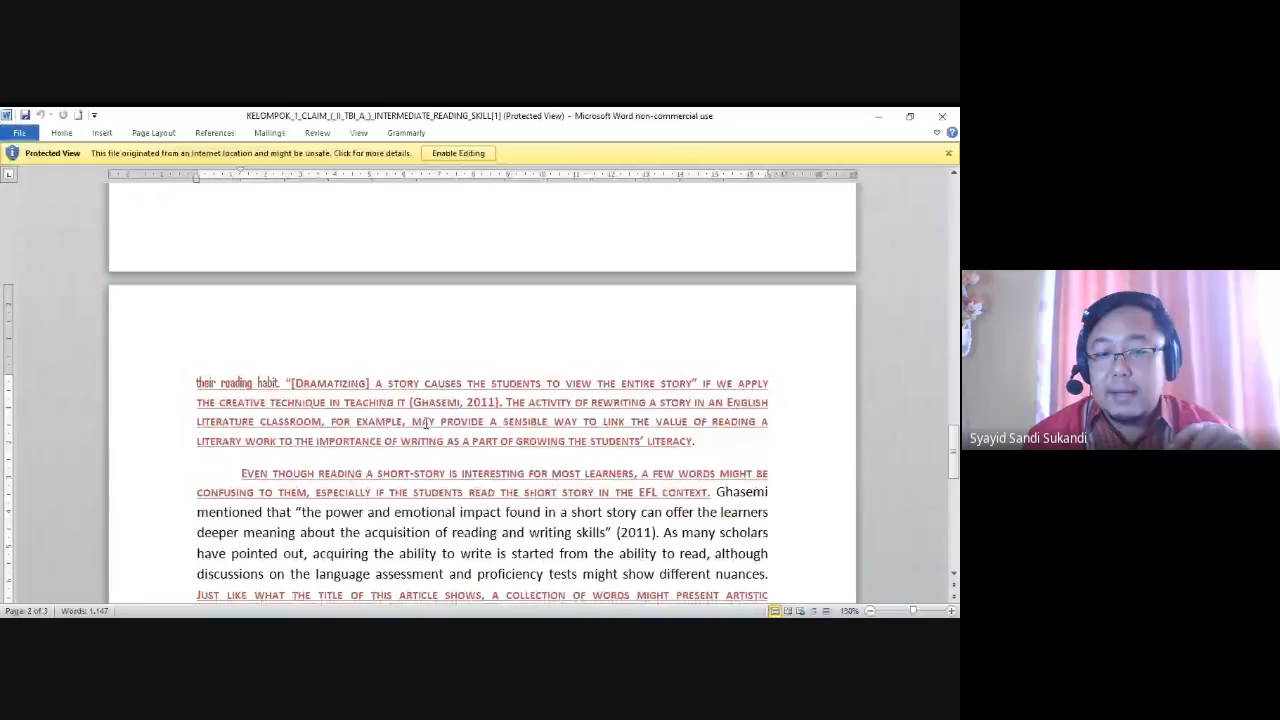 KELOMPOK_1_CLAIM_(_II_TBI_A_)_INTERMEDIATE_READING_SKILL[1] (Protected View) - Microsoft Word non-commercial use
File Home Insert Page Layout References Mailings Review View Grammarly
Protected View This file originated from an Internet location and might be unsafe. Click for more details. Enable Editing
their reading habit. “[DRAMATIZING] A STORY CAUSES THE STUDENTS TO VIEW THE ENTIRE STORY” IF WE APPLY
THE CREATIVE TECHNIQUE IN TEACHING IT (GHASEMI, 2011). THE ACTIVITY OF REWRITING A STORY IN AN ENGLISH
LITERATURE CLASSROOM, FOR EXAMPLE, MAY PROVIDE A SENSIBLE WAY TO LINK THE VALUE OF READING A
LITERARY WORK TO THE IMPORTANCE OF WRITING AS A PART OF GROWING THE STUDENTS’ LITERACY.
EVEN THOUGH READING A SHORT-STORY IS INTERESTING FOR MOST LEARNERS, A FEW WORDS MIGHT BE
CONFUSING TO THEM, ESPECIALLY IF THE STUDENTS READ THE SHORT STORY IN THE EFL CONTEXT. Ghasemi
mentioned that “the power and emotional impact found in a short story can offer the learners
deeper meaning about the acquisition of reading and writing skills” (2011). As many scholars
have pointed out, acquiring the ability to write is started from the ability to read, although
discussions on the language assessment and proficiency tests might show different nuances.
JUST LIKE WHAT THE TITLE OF THIS ARTICLE SHOWS, A COLLECTION OF WORDS MIGHT PRESENT ARTISTIC
Page: 2 of 3 Words: 1.147 130%
Syayid Sandi Sukandi